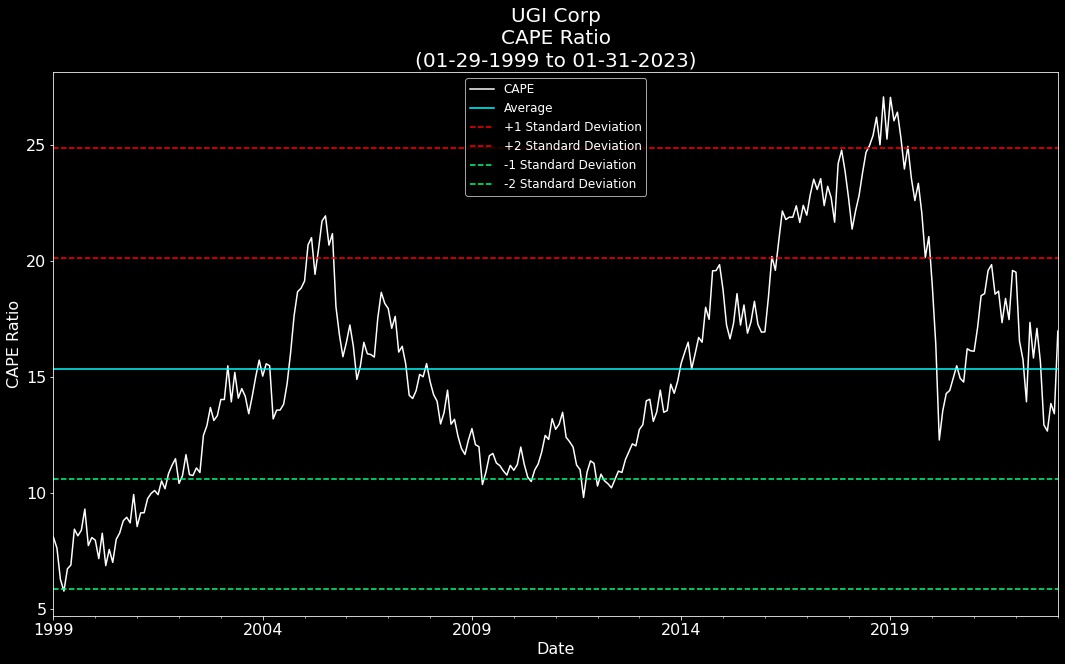 UGI Corp
CAPE Ratio
(01-29-1999 to 01-31-2023)
CAPE
Average
+1 Standard Deviation
+2 Standard Deviation
-1 Standard Deviation
-2 Standard Deviation
CAPE Ratio
25
20
15
10
5
1999
2004
2009
2014
2019
Date